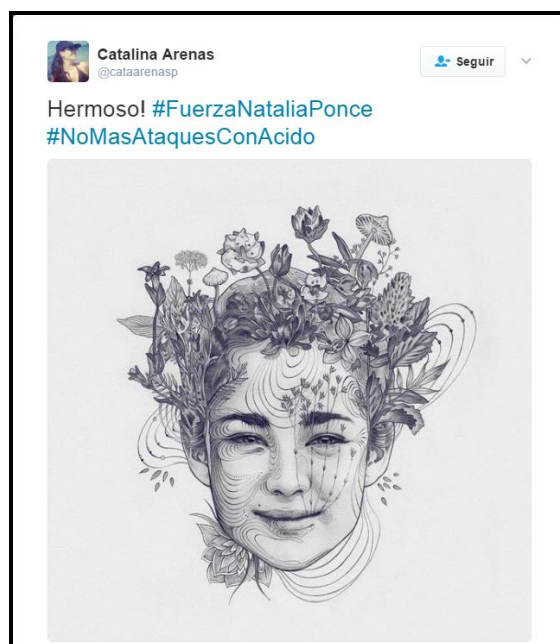 Catalina Arenas
@cataarenasp
Seguir
Hermoso! #FuerzaNataliaPonce
#NoMasAtaquesConAcido